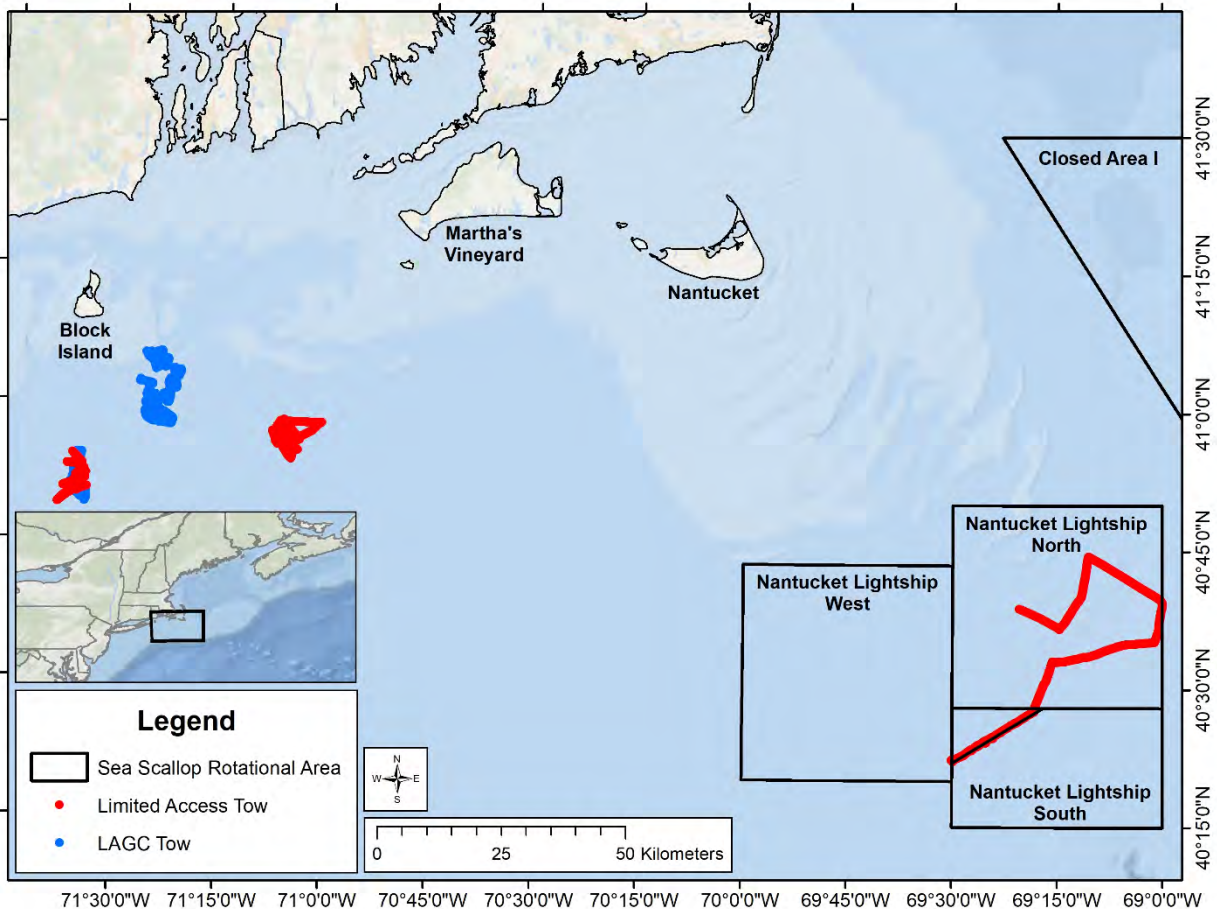 Closed Area I
Martha's
Vineyard
Nantucket
Block
Island
Nantucket Lightship
North
Nantucket Lightship
West
Nantucket Lightship
South
Legend
Sea Scallop Rotational Area
Limited Access Tow
LAGC Tow
N
W E
S
0 25 50 Kilometers
41°30'0"N
41°15'0"N
41°0'0"N
40°45'0"N
40°30'0"N
40°15'0"N
71°30'0"W 71°15'0"W 71°0'0"W 70°45'0"W 70°30'0"W 70°15'0"W 70°0'0"W 69°45'0"W 69°30'0"W 69°15'0"W 69°0'0"W